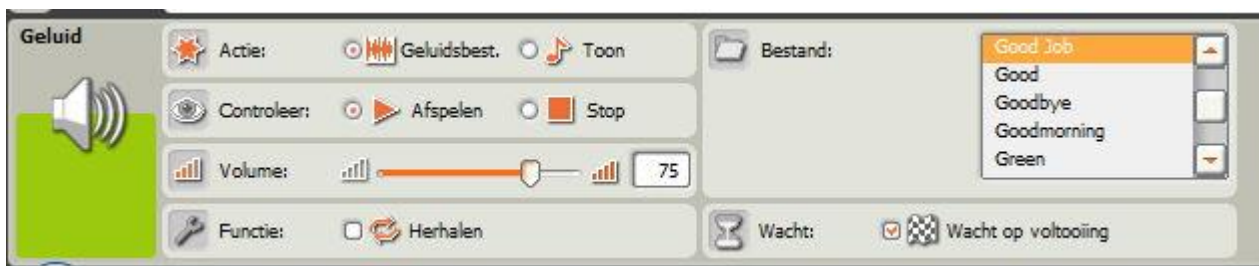 Geluid
Actie: Geluidsbest. Toon
Controleer: Afspelen Stop
Volume: 75
Functie: Herhalen
Bestand:
Good Job
Good
Goodbye
Goodmorning
Green
Wacht: Wacht op voltooiing